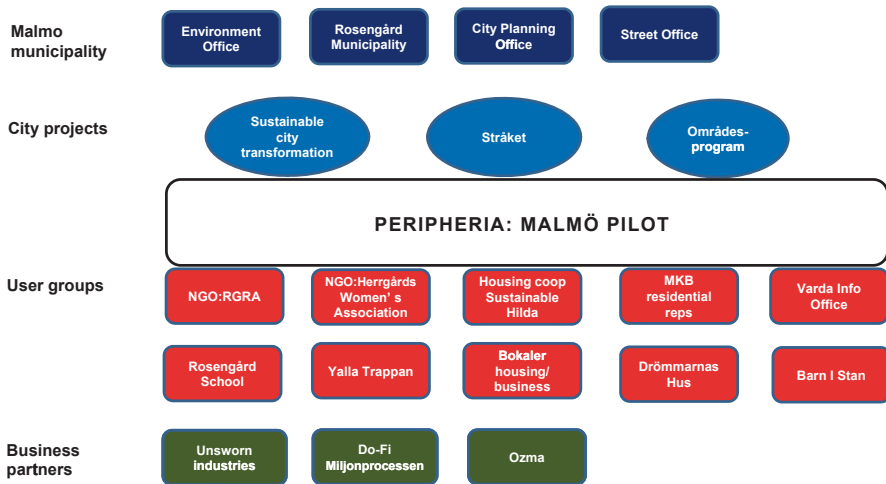 Malmo
municipality
Environment
Office
Rosengård
Municipality
City Planning
Office
Street Office
City projects
Sustainable
city
transformation
Stråket
Områdes-
program
PERIPHERIA: MALMÖ PILOT
User groups
NGO:RGRA
NGO:Herrgårds
Women' s
Association
Housing coop
Sustainable
Hilda
MKB
residential
reps
Varda Info
Office
Rosengård
School
Yalla Trappan
Bokaler
housing/
business
Drömmarnas
Hus
Barn I Stan
Business
partners
Unsworn
industries
Do-Fi
Miljonprocessen
Ozma